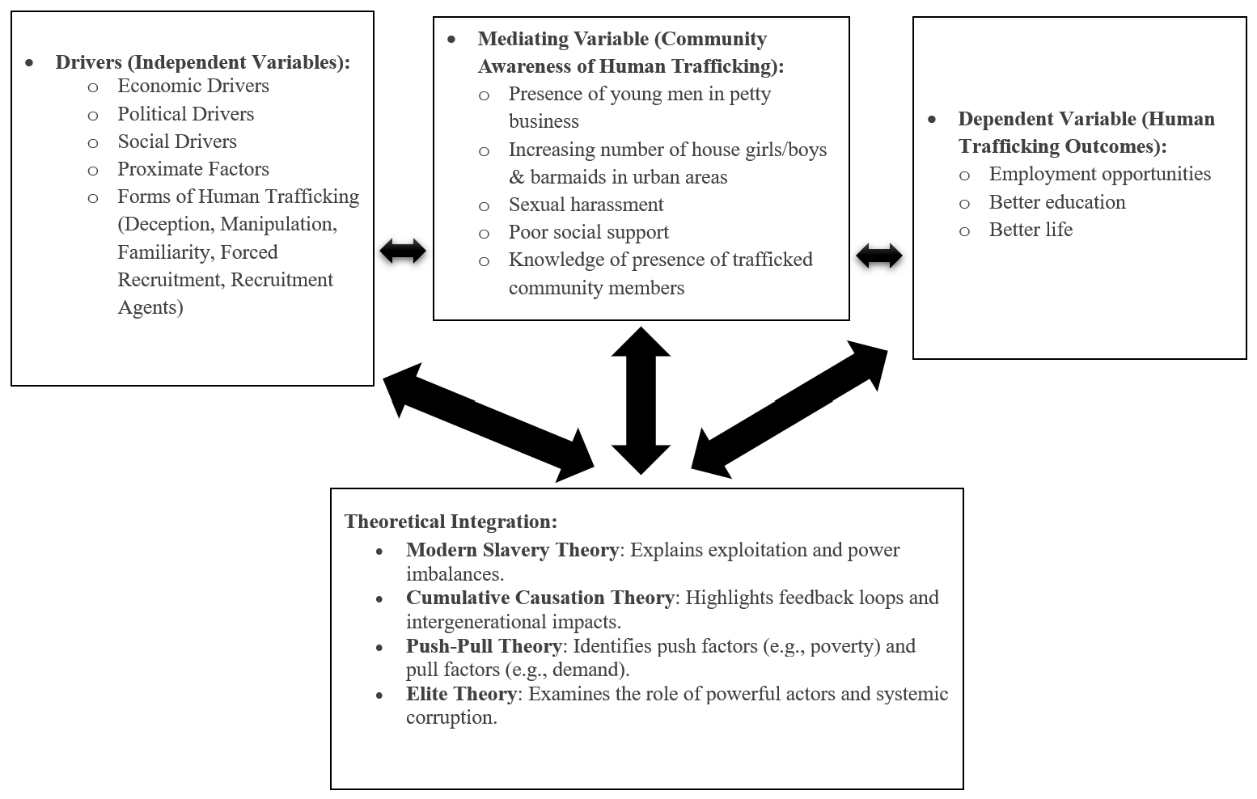 Drivers (Independent Variables):
Economic Drivers
Political Drivers
Social Drivers
Proximate Factors
Forms of Human Trafficking
(Deception, Manipulation,
Familiarity, Forced
Recruitment, Recruitment
Agents)
Mediating Variable (Community
Awareness of Human Trafficking):
Presence of young men in petty
business
Increasing number of house girls/boys
& barmaids in urban areas
Sexual harassment
Poor social support
Knowledge of presence of trafficked
community members
Dependent Variable (Human
Trafficking Outcomes):
Employment opportunities
Better education
Better life
Theoretical Integration:
Modern Slavery Theory: Explains exploitation and power
imbalances.
Cumulative Causation Theory: Highlights feedback loops and
intergenerational impacts.
Push-Pull Theory: Identifies push factors (e.g., poverty) and
pull factors (e.g., demand).
Elite Theory: Examines the role of powerful actors and systemic
corruption.